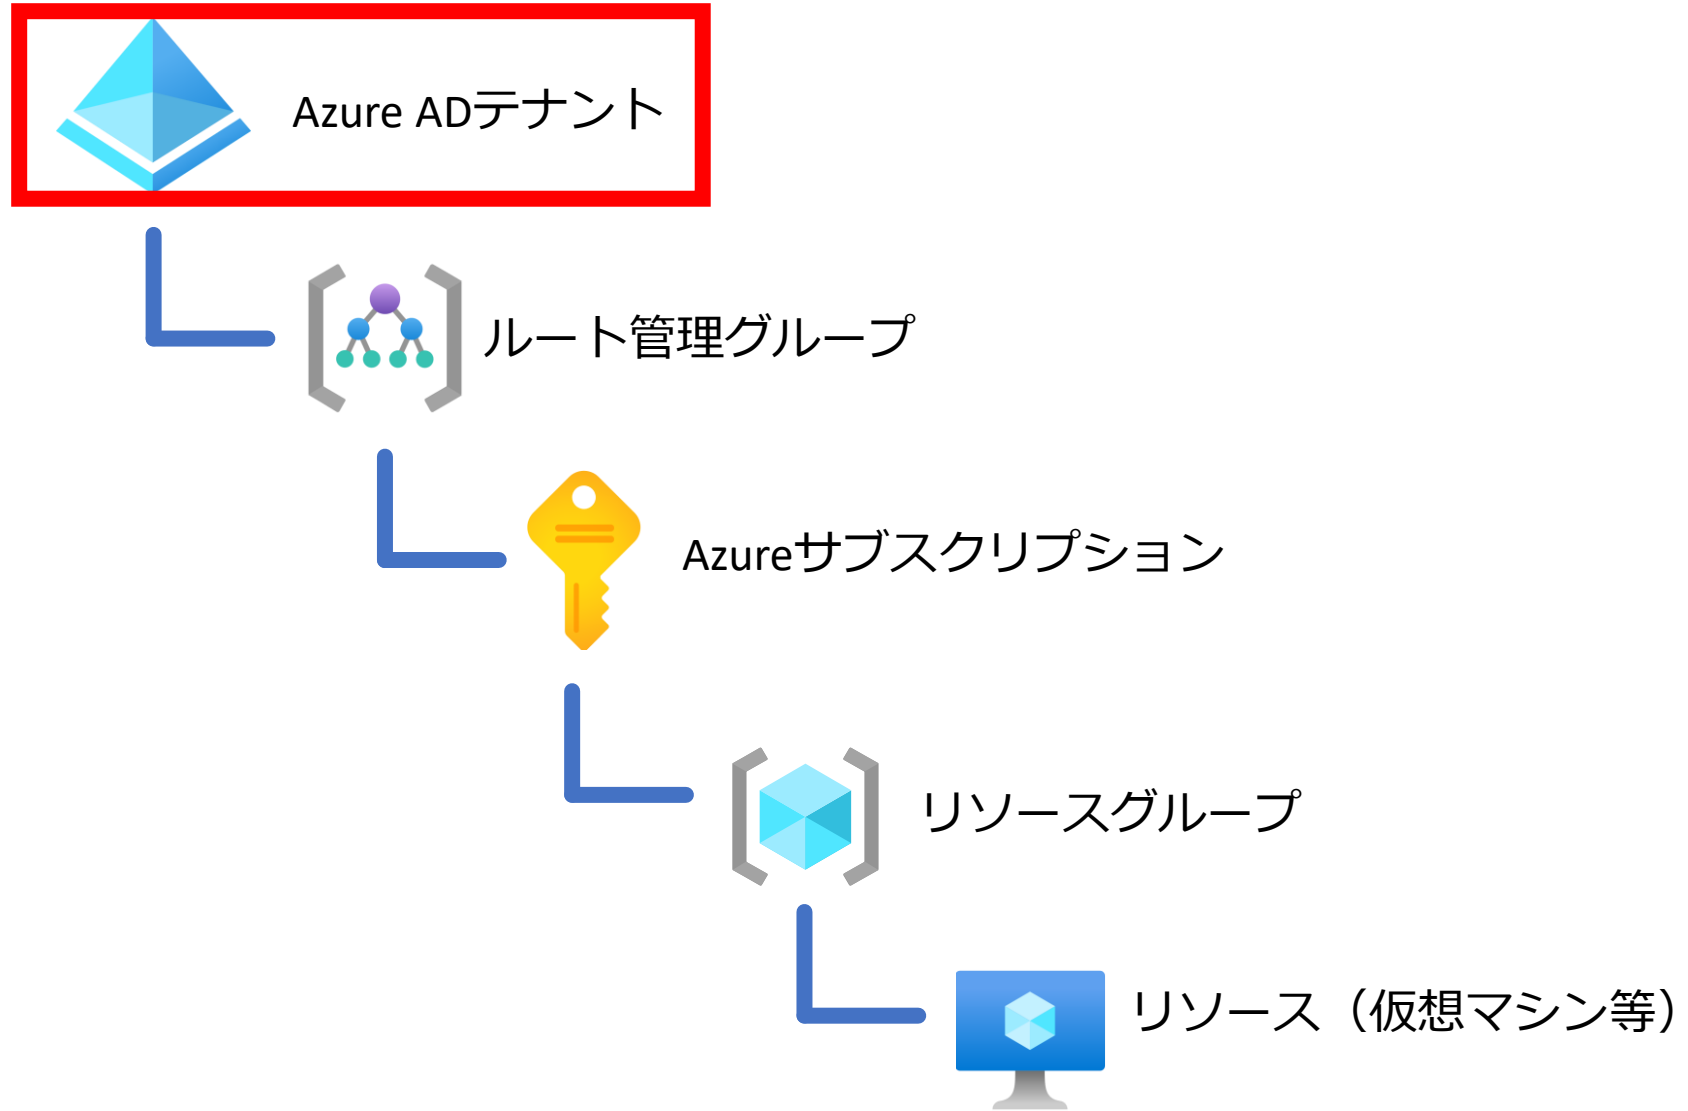 Azure ADテナント
ルート管理グループ
Azureサブスクリプション
リソースグループ
リソース（仮想マシン等）